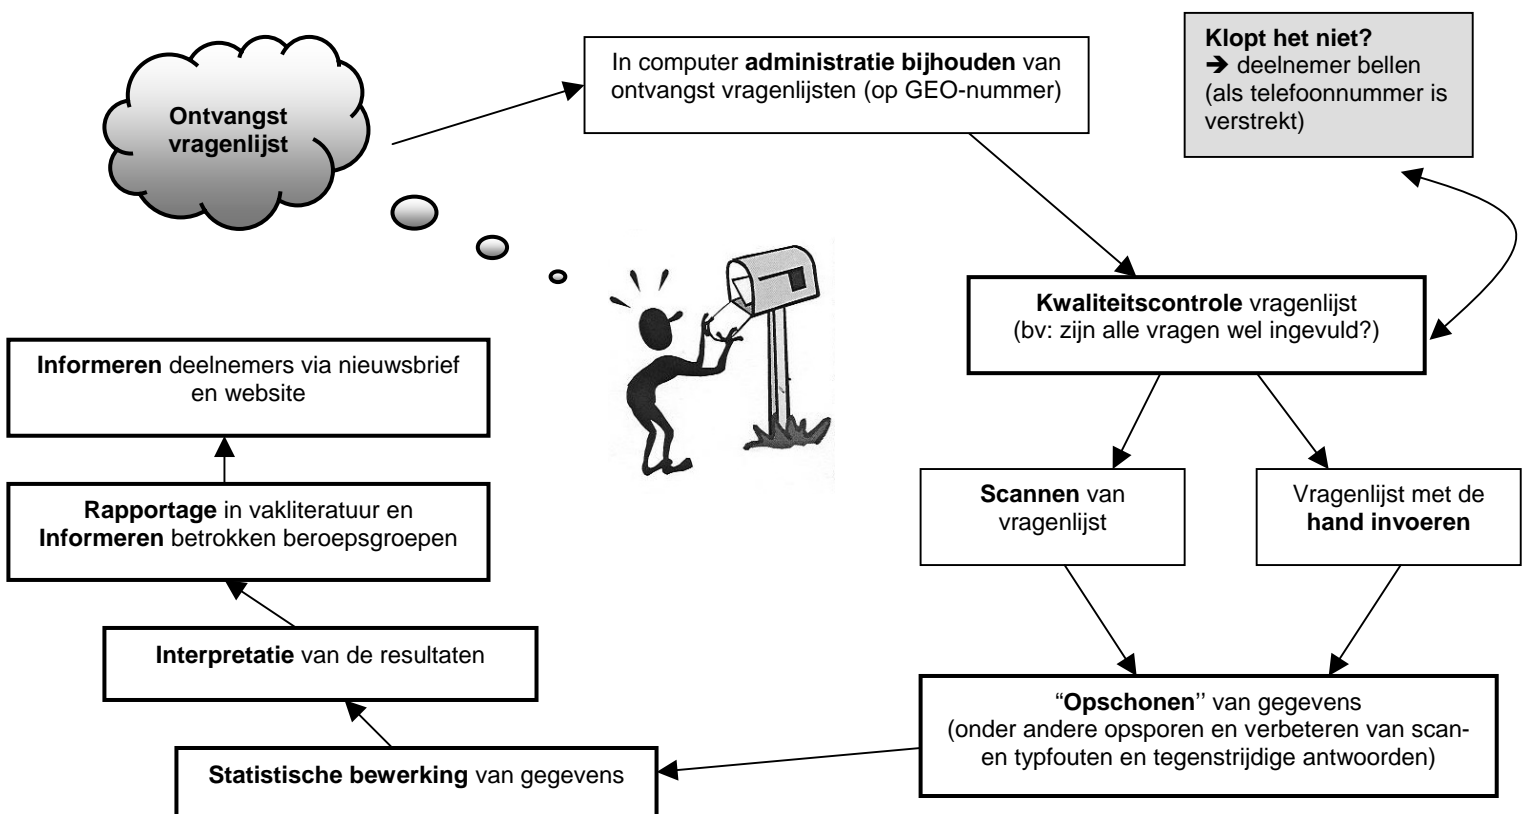 Ontvangst
vragenlijst
In computer administratie bijhouden van
ontvangst vragenlijsten (op GEO-nummer)
Klopt het niet?
➔ deelnemer bellen
(als telefoonnummer is
verstrekt)
Kwaliteitscontrole vragenlijst
(bv: zijn alle vragen wel ingevuld?)
Scannen van
vragenlijst
Vragenlijst met de
hand invoeren
“Opschonen’’ van gegevens
(onder andere opsporen en verbeteren van scan-
en typfouten en tegenstrijdige antwoorden)
Statistische bewerking van gegevens
Interpretatie van de resultaten
Rapportage in vakliteratuur en
Informeren betrokken beroepsgroepen
Informeren deelnemers via nieuwsbrief
en website